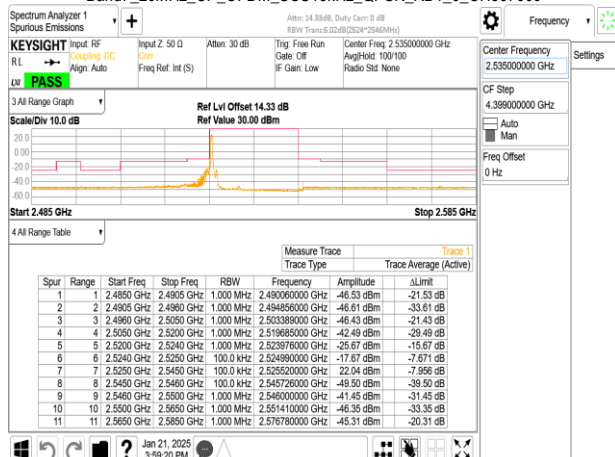 Spectrum Analyzer 1
Spurious Emissions
Attn: 14.33dB, Duty Corr: 0 dB
RBW Trans:6.02dB(2524~2546MHz)
Frequency
Settings
KEYSIGHT
RL
PASS
Input: RF
Coupling: DC
Align: Auto
Input Z: 50 Ω
Corr
Freq Ref: Int (S)
Atten: 30 dB
Trig: Free Run
Gate: Off
IF Gain: Low
Center Freq: 2.535000000 GHz
Avg|Hold: 100/100
Radio Std: None
Center Frequency
2.535000000 GHz
CF Step
4.399000000 GHz
Auto
Man
Freq Offset
0 Hz
3 All Range Graph
Scale/Div 10.0 dB
Ref Lvl Offset 14.33 dB
Ref Value 30.00 dBm
20.0
0.00
-20.0
-40.0
-60.0
Start 2.485 GHz
Stop 2.585 GHz
4 All Range Table
Measure Trace Trace 1
Trace Type Trace Average (Active)
Spur Range Start Freq Stop Freq RBW Frequency Amplitude ΔLimit
1 1 2.4850 GHz 2.4905 GHz 1.000 MHz 2.490060000 GHz -46.53 dBm -21.53 dB
2 2 2.4905 GHz 2.4960 GHz 1.000 MHz 2.494856000 GHz -46.61 dBm -33.61 dB
3 3 2.4960 GHz 2.5050 GHz 1.000 MHz 2.503389000 GHz -46.43 dBm -21.43 dB
4 4 2.5050 GHz 2.5200 GHz 1.000 MHz 2.519685000 GHz -42.49 dBm -29.49 dB
5 5 2.5200 GHz 2.5240 GHz 1.000 MHz 2.523976000 GHz -25.67 dBm -15.67 dB
6 6 2.5240 GHz 2.5250 GHz 100.0 kHz 2.524990000 GHz -17.67 dBm -7.671 dB
7 7 2.5250 GHz 2.5450 GHz 100.0 kHz 2.525520000 GHz 22.04 dBm -7.956 dB
8 8 2.5450 GHz 2.5460 GHz 100.0 kHz 2.545726000 GHz -49.50 dBm -39.50 dB
9 9 2.5460 GHz 2.5500 GHz 1.000 MHz 2.546000000 GHz -41.45 dBm -31.45 dB
10 10 2.5500 GHz 2.5650 GHz 1.000 MHz 2.551410000 GHz -46.35 dBm -33.35 dB
11 11 2.5650 GHz 2.5850 GHz 1.000 MHz 2.576780000 GHz -45.31 dBm -20.31 dB
Jan 21, 2025
3:59:20 PM